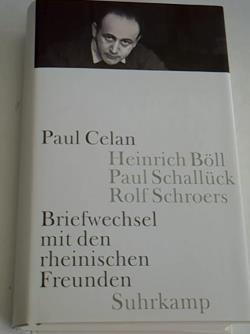 Paul Celan
Heinrich Böll
Paul Schallück
Rolf Schroers
Briefwechsel
mit den
rheinischen
Freunden
Suhrkamp